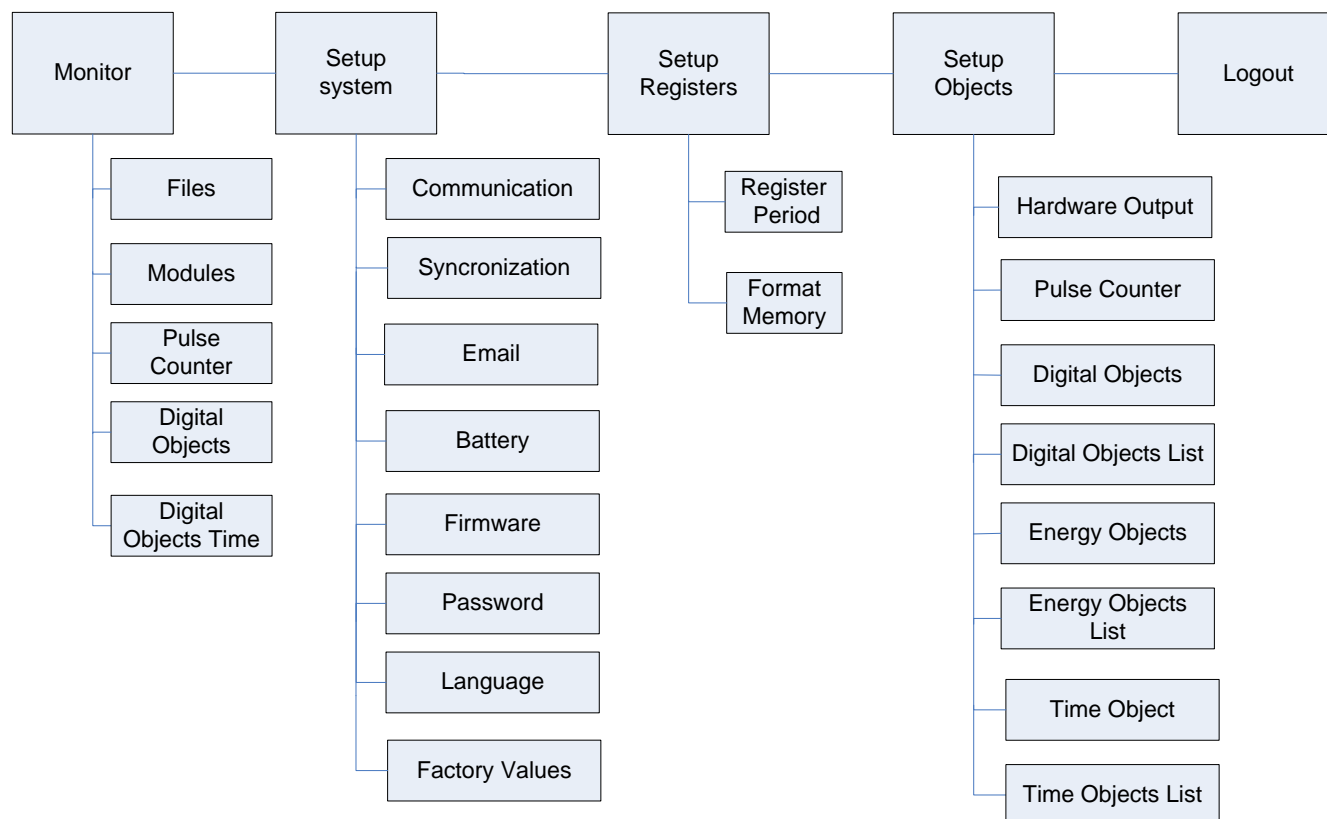 Monitor
Setup
system
Setup
Registers
Setup
Objects
Logout
Files
Modules
Pulse
Counter
Digital
Objects
Digital
Objects Time
Communication
Syncronization
Email
Battery
Firmware
Password
Language
Factory Values
Register
Period
Format
Memory
Hardware Output
Pulse Counter
Digital Objects
Digital Objects List
Energy Objects
Energy Objects
List
Time Object
Time Objects List